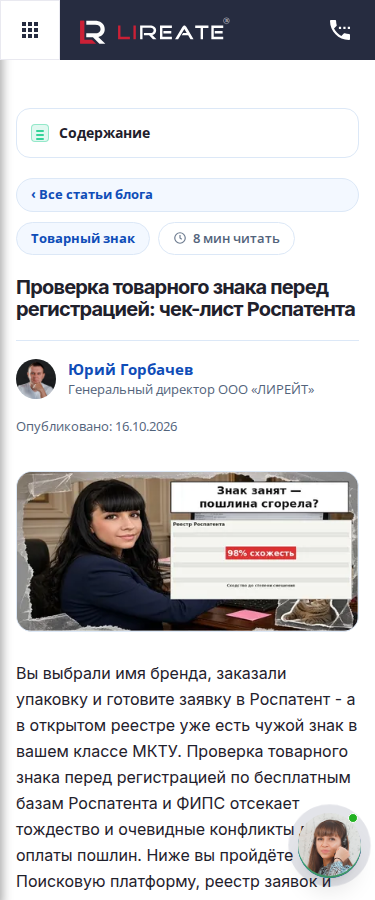 LIREATE®
Содержание
‹ Все статьи блога
Товарный знак
8 мин читать
Проверка товарного знака перед
регистрацией: чек-лист Роспатента
Юрий Горбачев
Генеральный директор ООО «ЛИРЕЙТ»
Опубликовано: 16.10.2026
Знак занят —
пошлина сгорела?
Реестр Роспатента
98% схожесть
Сходство до степени смешения
Вы выбрали имя бренда, заказали
упаковку и готовите заявку в Роспатент - а
в открытом реестре уже есть чужой знак в
вашем классе МКТУ. Проверка товарного
знака перед регистрацией по бесплатным
базам Роспатента и ФИПС отсекает
тождество и очевидные конфликты
оплаты пошлин. Ниже вы пройдёте
Поисковую платформу, реестр заявок и